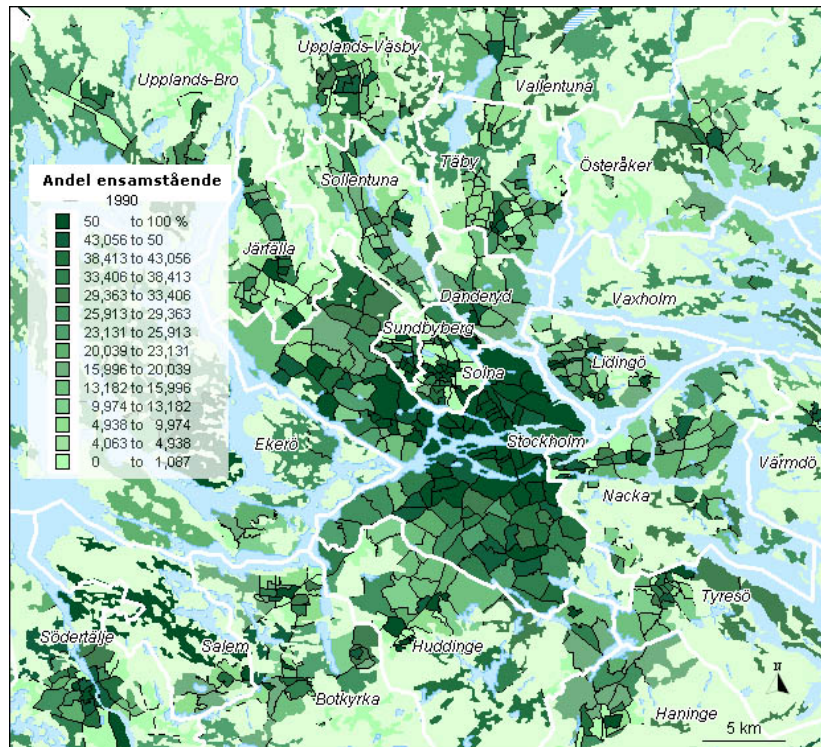 Upplands-Väsby
Upplands-Bro
Vallentuna
Täby
Österåker
Andel ensamstående
1990
50 to 100 %
43,056 to 50
38,413 to 43,056
33,406 to 38,413
29,363 to 33,406
25,913 to 29,363
23,131 to 25,913
20,039 to 23,131
15,996 to 20,039
13,182 to 15,996
9,974 to 13,182
4,938 to 9,974
4,063 to 4,938
0 to 1,087
Sollentuna
Järfälla
Danderyd
Vaxholm
Sundbyberg
Solna
Lidingö
Ekerö
Stockholm
Värmdö
Nacka
Tyresö
Södertälje
Salem
Huddinge
Botkyrka
N
Haninge
5 km